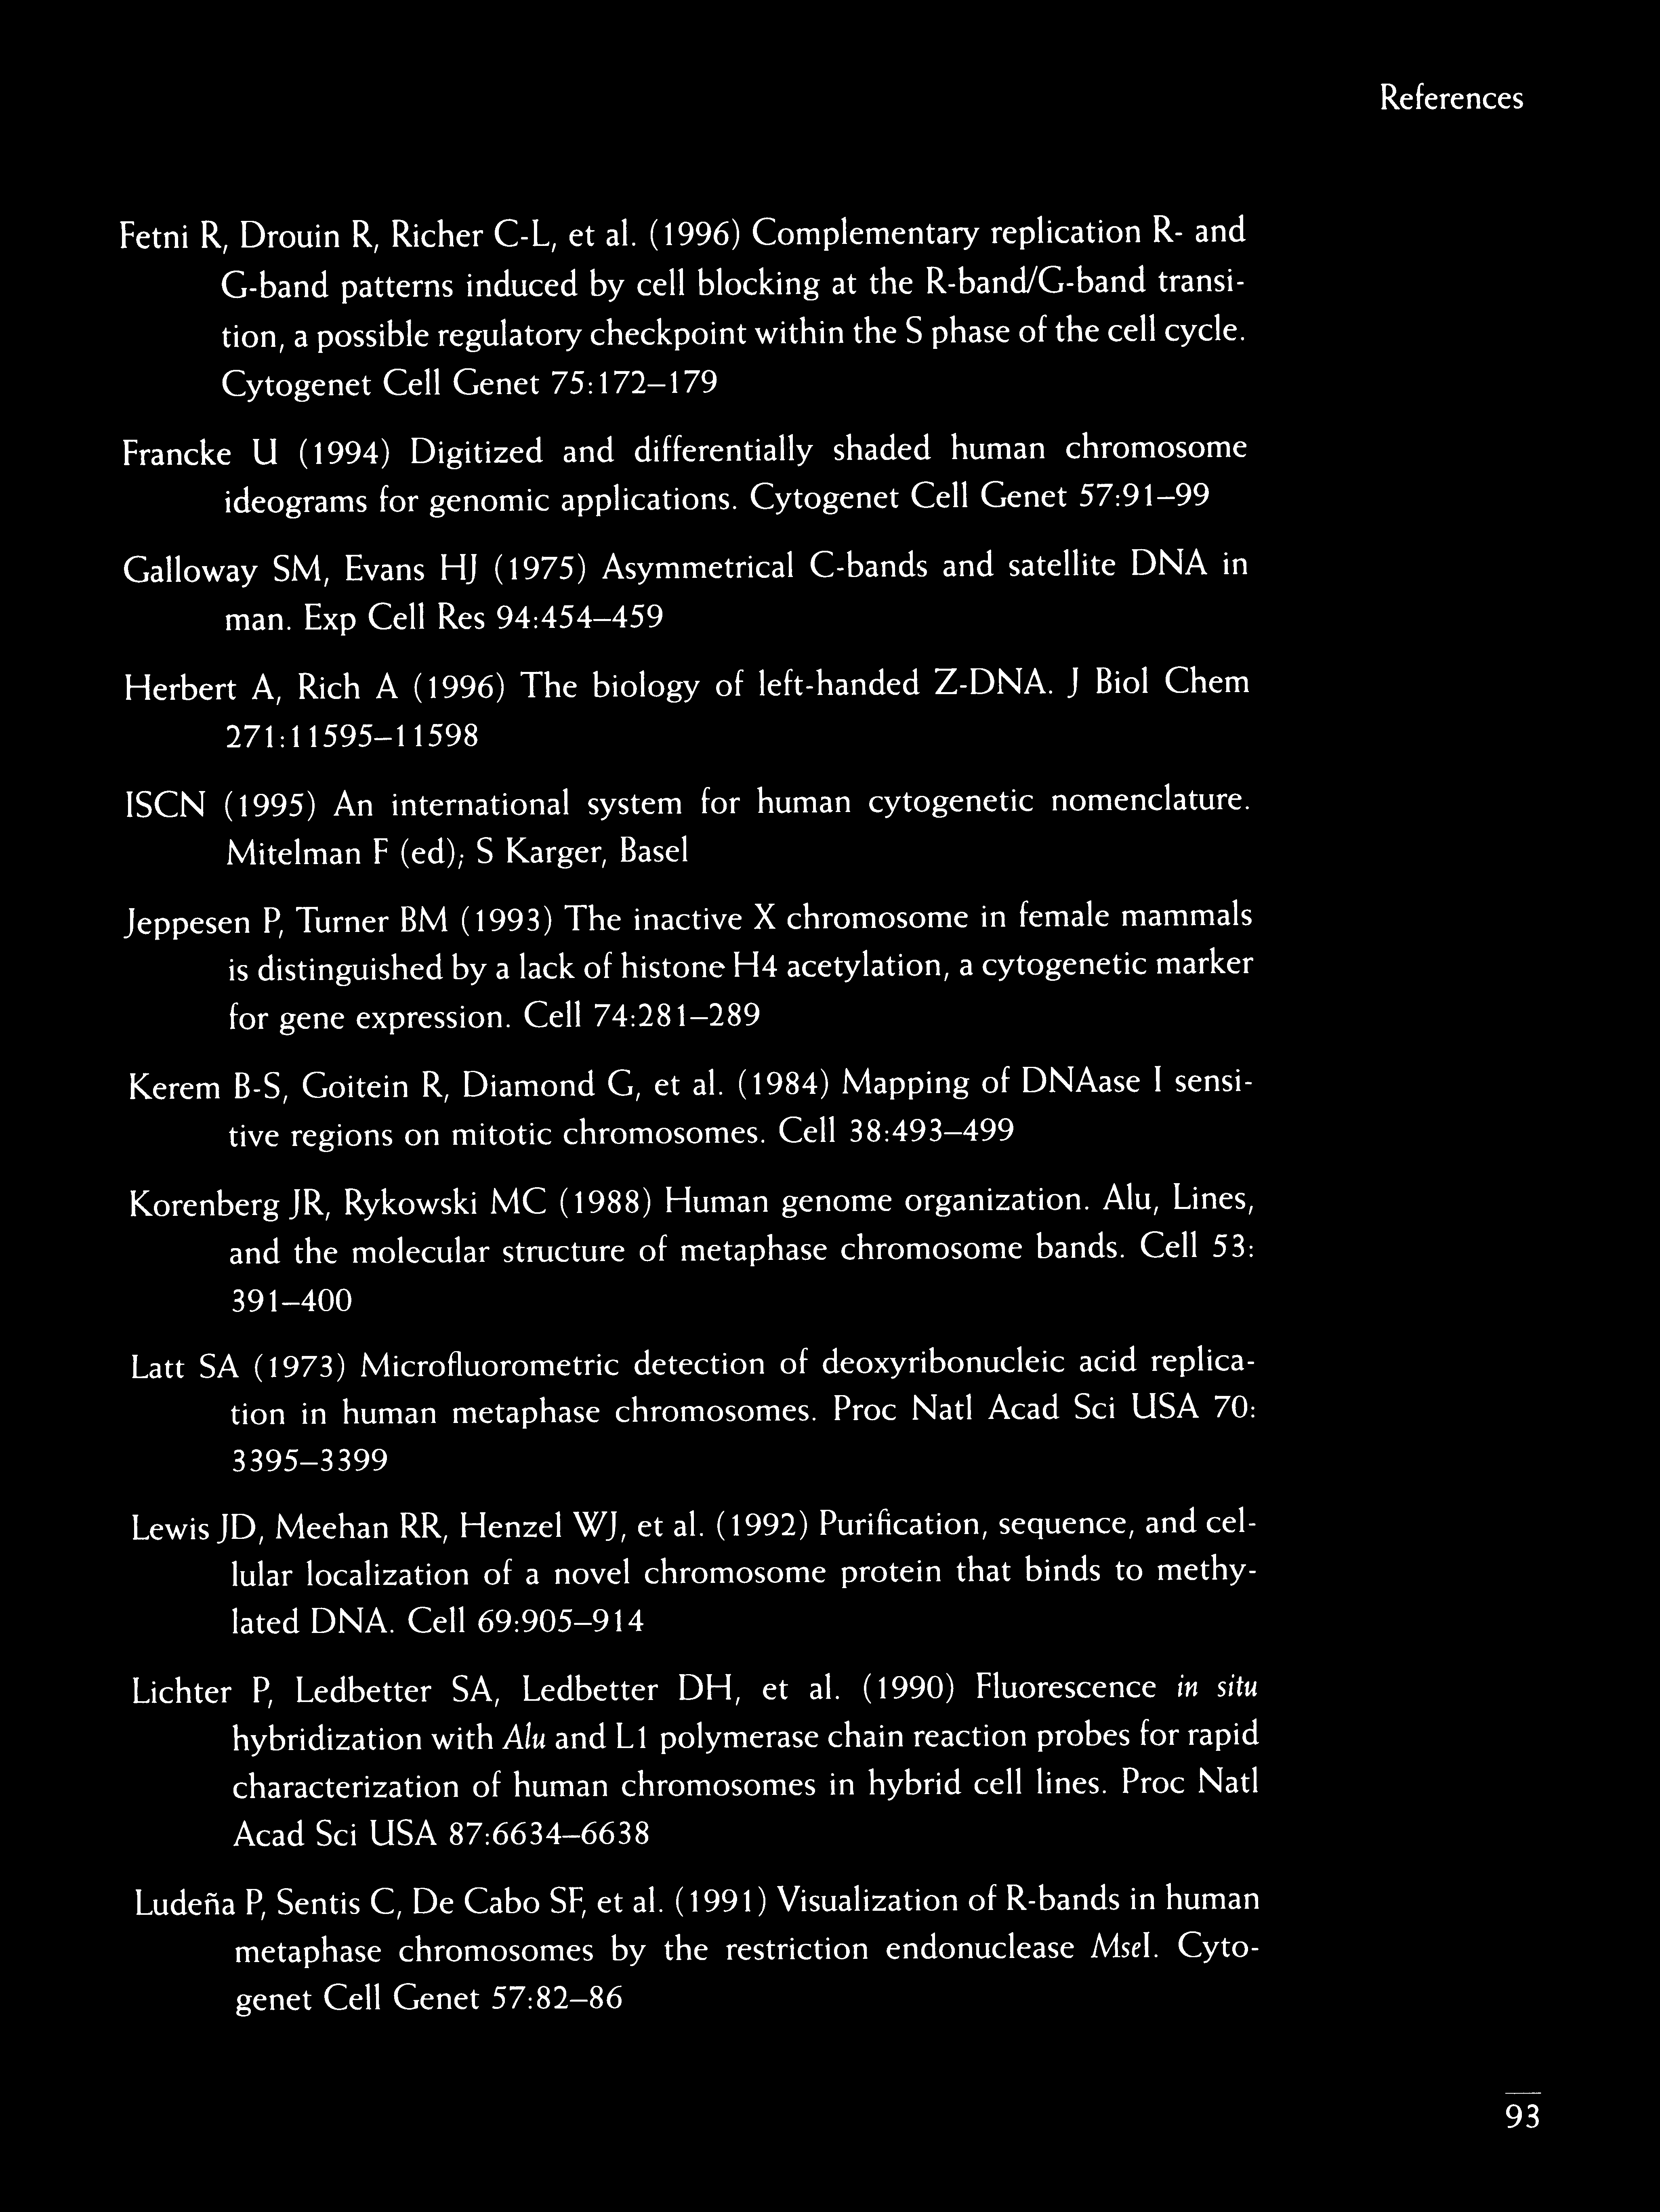 References
Fetni R, Drouin R, Richer C-L, et al. (1996) Complementary replication R- and
G-band patterns induced by cell blocking at the R-band/G-band transi-
tion, a possible regulatory checkpoint within the S phase of the cell cycle.
Cytogenet Cell Genet 75:172–179
Francke U (1994) Digitized and differentially shaded human chromosome
ideograms for genomic applications. Cytogenet Cell Genet 57:91–99
Galloway SM, Evans HJ (1975) Asymmetrical C-bands and satellite DNA in
man. Exp Cell Res 94:454–459
Herbert A, Rich A (1996) The biology of left-handed Z-DNA. J Biol Chem
271:11595–11598
ISCN (1995) An international system for human cytogenetic nomenclature.
Mitelman F (ed); S Karger, Basel
Jeppesen P, Turner BM (1993) The inactive X chromosome in female mammals
is distinguished by a lack of histone H4 acetylation, a cytogenetic marker
for gene expression. Cell 74:281–289
Kerem B-S, Goitein R, Diamond G, et al. (1984) Mapping of DNAase I sensi-
tive regions on mitotic chromosomes. Cell 38:493–499
Korenberg JR, Rykowski MC (1988) Human genome organization. Alu, Lines,
and the molecular structure of metaphase chromosome bands. Cell 53:
391–400
Latt SA (1973) Microfluorometric detection of deoxyribonucleic acid replica-
tion in human metaphase chromosomes. Proc Natl Acad Sci USA 70:
3395–3399
Lewis JD, Meehan RR, Henzel WJ, et al. (1992) Purification, sequence, and cel-
lular localization of a novel chromosome protein that binds to methy-
lated DNA. Cell 69:905–914
Lichter P, Ledbetter SA, Ledbetter DH, et al. (1990) Fluorescence in situ
hybridization with Alu and L1 polymerase chain reaction probes for rapid
characterization of human chromosomes in hybrid cell lines. Proc Natl
Acad Sci USA 87:6634–6638
Ludeña P, Sentis C, De Cabo SF, et al. (1991) Visualization of R-bands in human
metaphase chromosomes by the restriction endonuclease MseI. Cyto-
genet Cell Genet 57:82–86
93